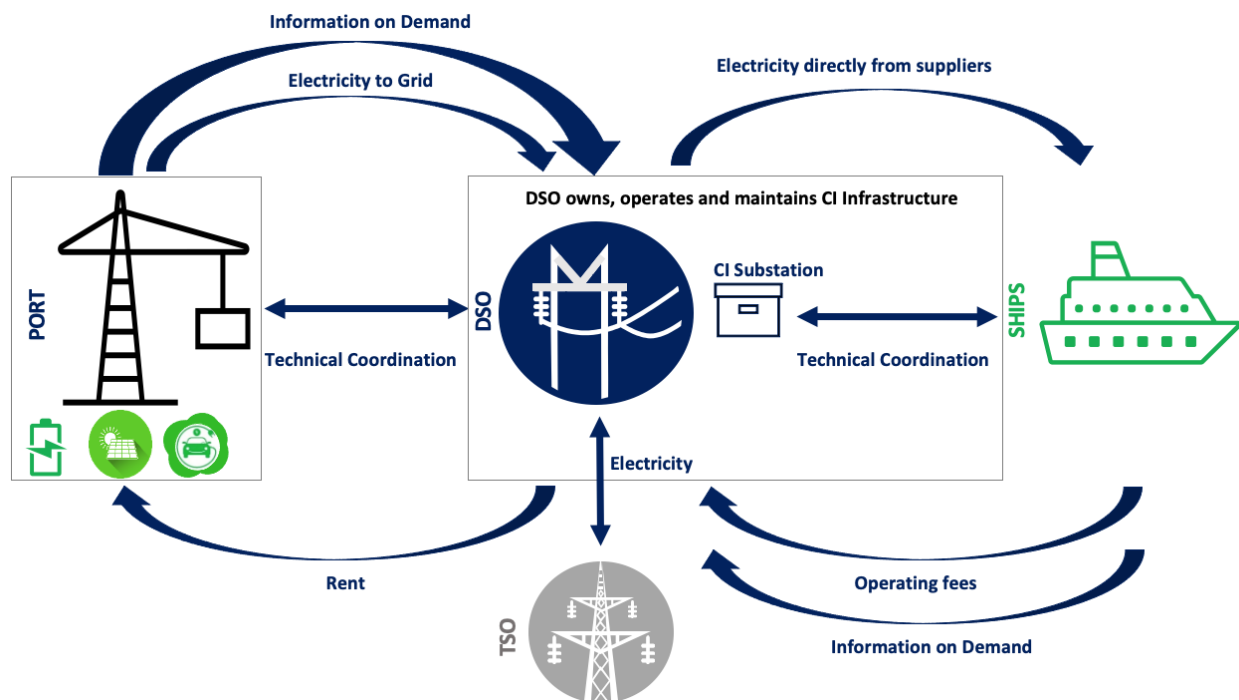 Information on Demand
Electricity to Grid
Electricity directly from suppliers
DSO owns, operates and maintains CI Infrastructure
PORT
DSO
CI Substation
SHIPS
Technical Coordination
Technical Coordination
Electricity
Rent
Operating fees
TSO
Information on Demand